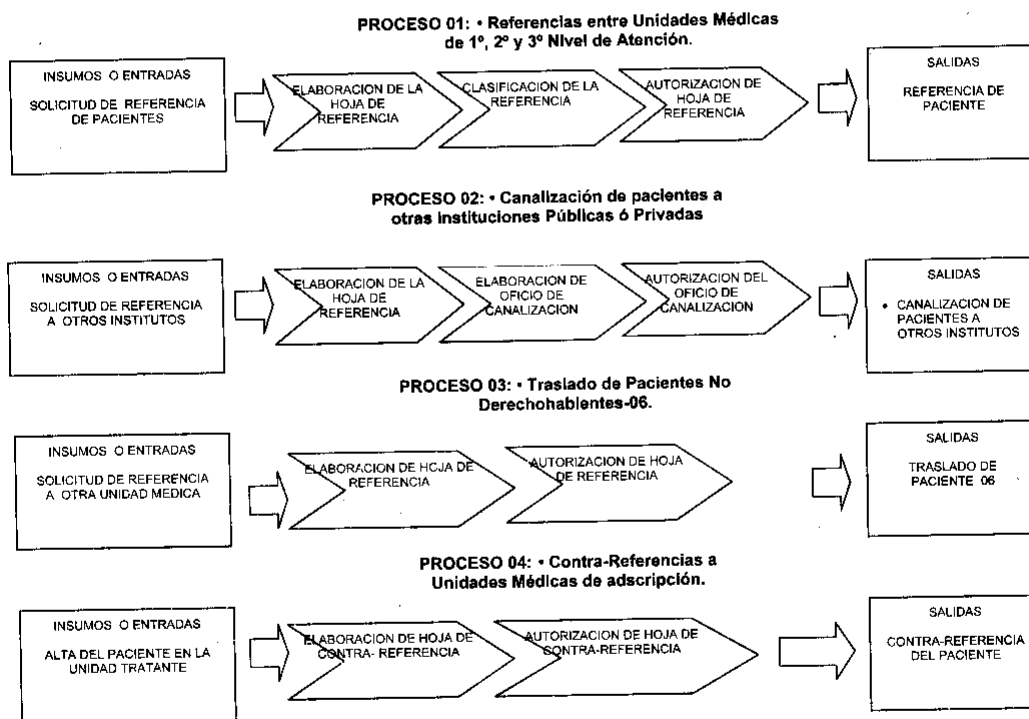 PROCESO 01: • Referencias entre Unidades Médicas
de 1º, 2º y 3º Nivel de Atención.
INSUMOS O ENTRADAS
SOLICITUD DE REFERENCIA
DE PACIENTES
ELABORACION DE LA
HOJA DE
REFERENCIA
CLASIFICACION DE LA
REFERENCIA
AUTORIZACION DE
HOJA DE
REFERENCIA
SALIDAS
REFERENCIA DE
PACIENTE
PROCESO 02: • Canalización de pacientes a
otras Instituciones Públicas ó Privadas
INSUMOS O ENTRADAS
SOLICITUD DE REFERENCIA
A OTROS INSTITUTOS
ELABORACION DE LA
HOJA DE
REFERENCIA
ELABORACION DE
OFICIO DE
CANALIZACION
AUTORIZACION DEL
OFICIO DE
CANALIZACION
SALIDAS
• CANALIZACION DE
PACIENTES A
OTROS INSTITUTOS
PROCESO 03: • Traslado de Pacientes No
Derechohabientes-06.
INSUMOS O ENTRADAS
SOLICITUD DE REFERENCIA
A OTRA UNIDAD MEDICA
ELABORACION DE HOJA DE
REFERENCIA
AUTORIZACION DE HOJA
DE REFERENCIA
SALIDAS
TRASLADO DE
PACIENTE 06
PROCESO 04: • Contra-Referencias a
Unidades Médicas de adscripción.
INSUMOS O ENTRADAS
ALTA DEL PACIENTE EN LA
UNIDAD TRATANTE
ELABORACION DE HOJA DE
CONTRA- REFERENCIA
AUTORIZACION DE HOJA DE
CONTRA-REFERENCIA
SALIDAS
CONTRA-REFERENCIA
DEL PACIENTE